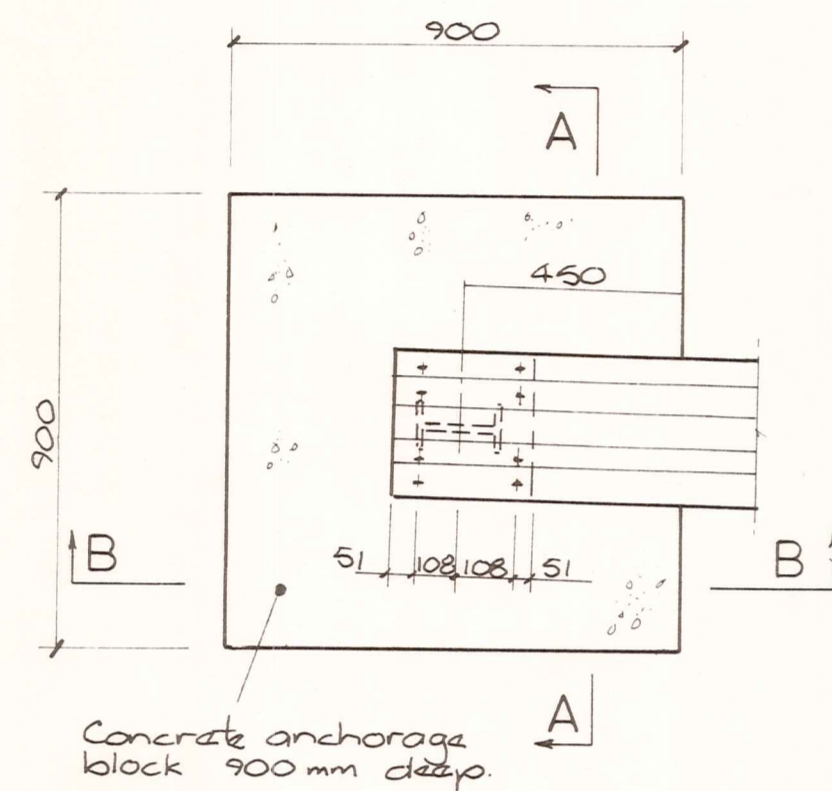 900
A
450
900
51 108 108 51
B
B
A
Concrete anchorage
block 900 mm deep.